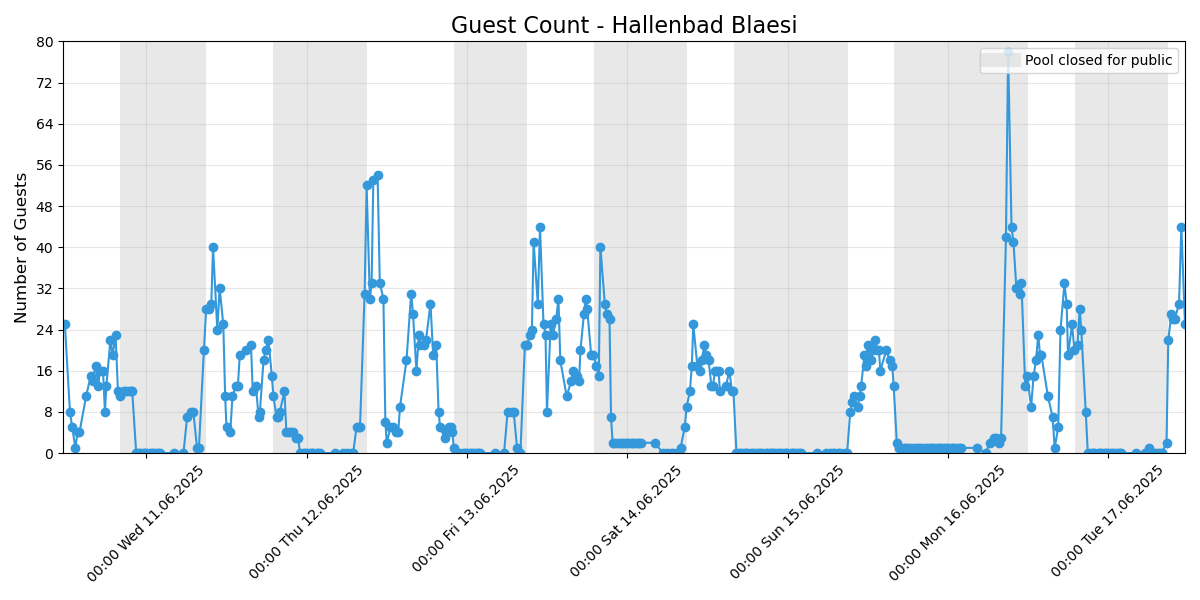 Guest Count - Hallenbad Blaesi
Pool closed for public
Number of Guests
80
72
64
56
48
40
32
24
16
8
0
00:00 Wed 11.06.2025
00:00 Thu 12.06.2025
00:00 Fri 13.06.2025
00:00 Sat 14.06.2025
00:00 Sun 15.06.2025
00:00 Mon 16.06.2025
00:00 Tue 17.06.2025